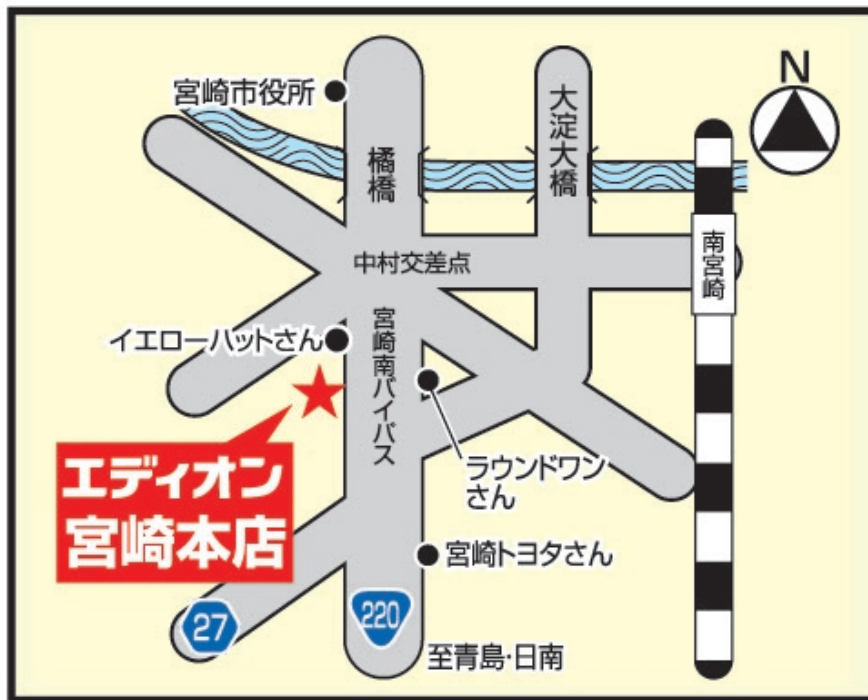 N
宮崎市役所
橘橋
大淀大橋
南宮崎
中村交差点
イエローハットさん
宮崎南バイパス
エディオン
宮崎本店
ラウンドワン
さん
宮崎トヨタさん
27
220
至青島・日南